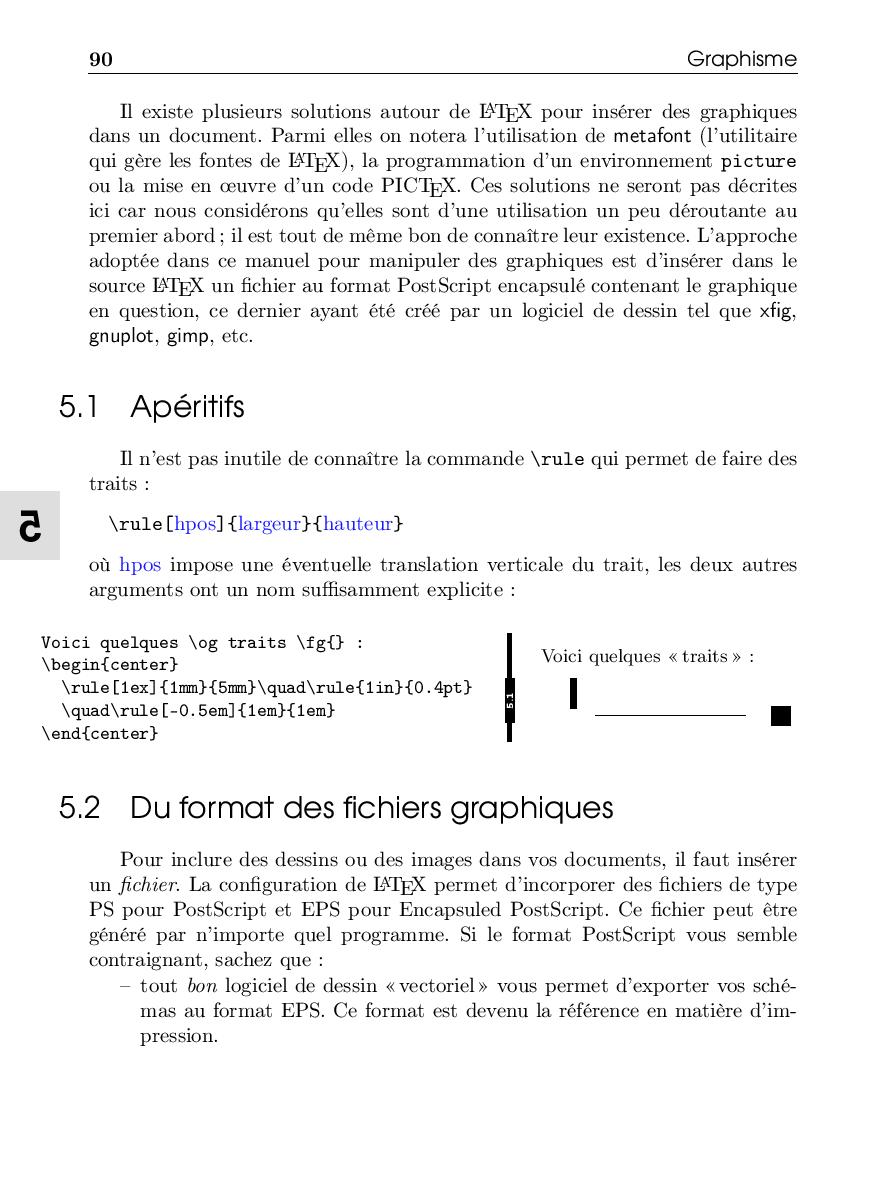 90 Graphisme
Il existe plusieurs solutions autour de LATEX pour insérer des graphiques
dans un document. Parmi elles on notera l'utilisation de metafont (l'utilitaire
qui gère les fontes de LATEX), la programmation d'un environnement picture
ou la mise en œuvre d'un code PICTEX. Ces solutions ne seront pas décrites
ici car nous considérons qu'elles sont d'une utilisation un peu déroutante au
premier abord ; il est tout de même bon de connaître leur existence. L'approche
adoptée dans ce manuel pour manipuler des graphiques est d'insérer dans le
source LATEX un fichier au format PostScript encapsulé contenant le graphique
en question, ce dernier ayant été créé par un logiciel de dessin tel que xfig,
gnuplot, gimp, etc.
5.1 Apéritifs
Il n'est pas inutile de connaître la commande \rule qui permet de faire des
traits :
5
\rule[hpos]{largeur}{hauteur}
où hpos impose une éventuelle translation verticale du trait, les deux autres
arguments ont un nom suffisamment explicite :
Voici quelques \og traits \fg{} :
\begin{center}
\rule[1ex]{1mm}{5mm}\quad\rule{1in}{0.4pt}
\quad\rule[-0.5em]{1em}{1em}
\end{center}
5.1
Voici quelques « traits » :
5.2 Du format des fichiers graphiques
Pour inclure des dessins ou des images dans vos documents, il faut insérer
un fichier. La configuration de LATEX permet d'incorporer des fichiers de type
PS pour PostScript et EPS pour Encapsuled PostScript. Ce fichier peut être
généré par n'importe quel programme. Si le format PostScript vous semble
contraignant, sachez que :
– tout bon logiciel de dessin « vectoriel » vous permet d'exporter vos sché-
mas au format EPS. Ce format est devenu la référence en matière d'im-
pression.